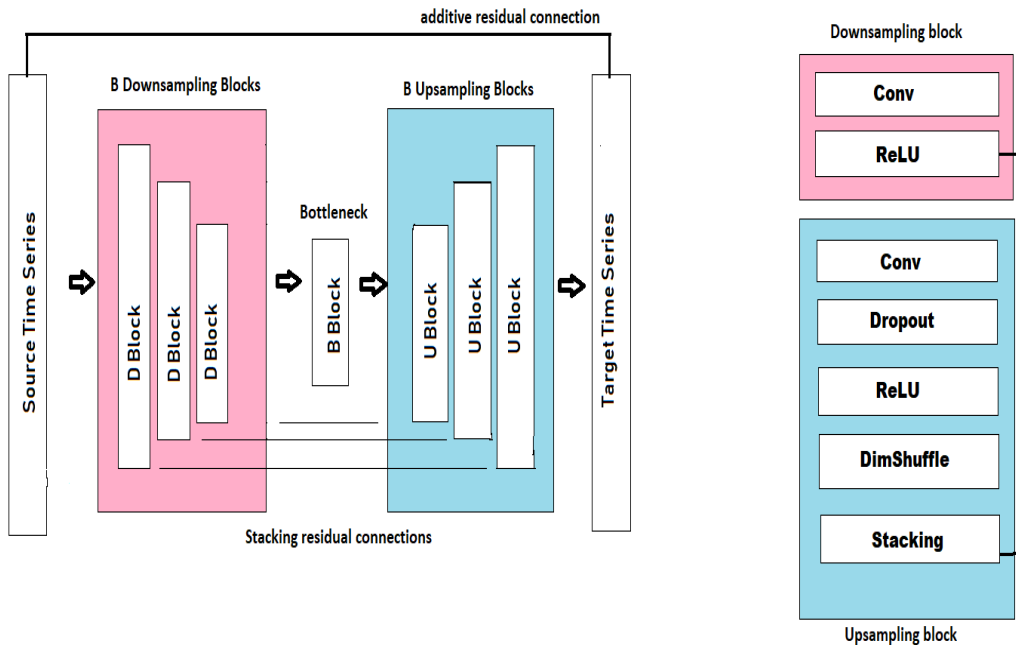 additive residual connection
B Downsampling Blocks
B Upsampling Blocks
Source Time Series
D Block
D Block
D Block
Bottleneck
B Block
U Block
U Block
U Block
Target Time Series
Stacking residual connections
Downsampling block
Conv
ReLU
Conv
Dropout
ReLU
DimShuffle
Stacking
Upsampling block